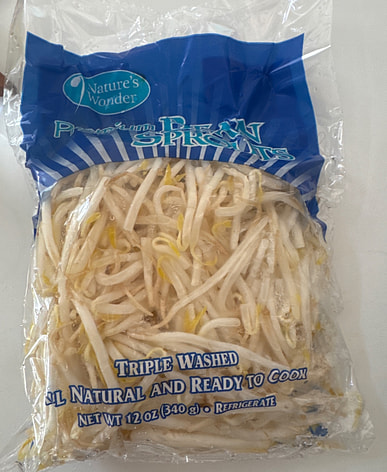 Nature's
Wonder
Premium BEAN
SPROUTS
TRIPLE WASHED
ALL NATURAL AND READY TO COOK
NET WT 12 OZ (340 g) • REFRIGERATE